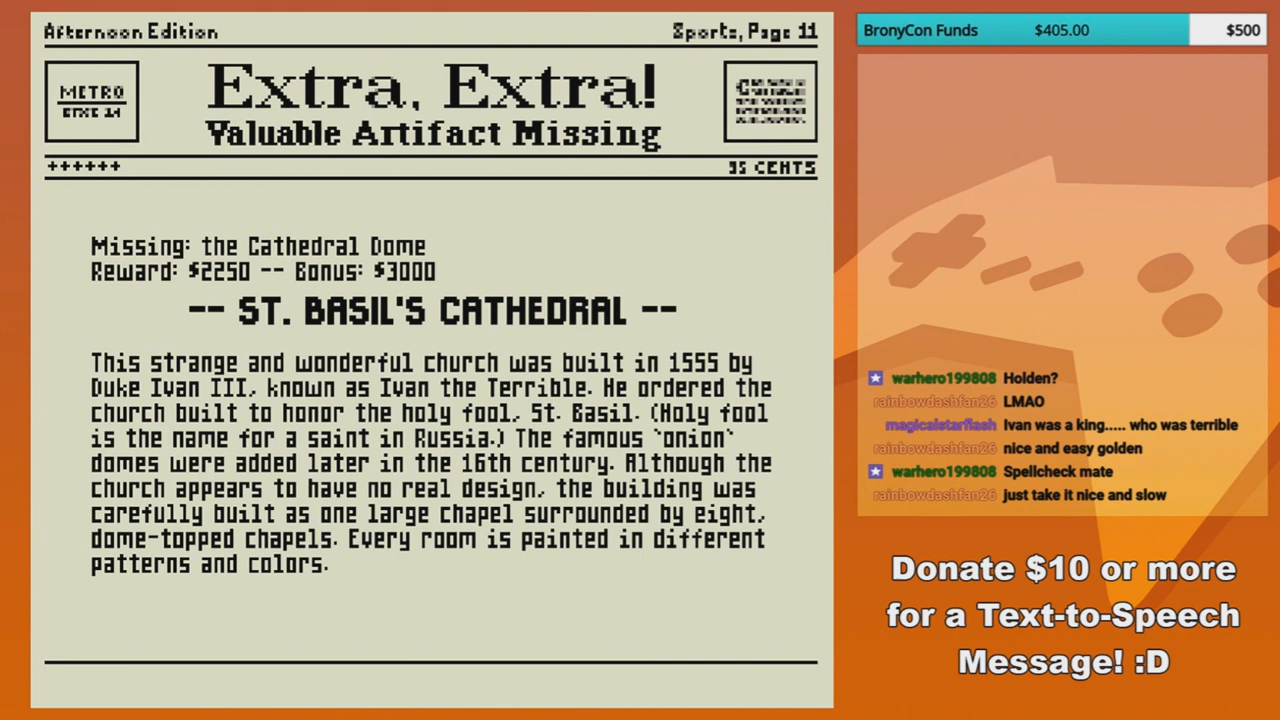 Afternoon Edition
Sports, Page 11
METRO
Extra, Extra!
Valuable Artifact Missing
++++++
35 CENTS
Missing: the Cathedral Dome
Reward: $2250 -- Bonus: $3000
-- ST. BASIL'S CATHEDRAL --
This strange and wonderful church was built in 1555 by
Duke Ivan III, known as Ivan the Terrible. He ordered the
church built to honor the holy fool, St. Basil. (Holy fool
is the name for a saint in Russia.) The famous `onion`
domes were added later in the 16th century. Although the
church appears to have no real design, the building was
carefully built as one large chapel surrounded by eight,
dome-topped chapels. Every room is painted in different
patterns and colors.
BronyCon Funds $405.00 $500
warhero199808 Holden?
rainbowdashfan26 LMAO
magicalstarflash Ivan was a king..... who was terrible
rainbowdashfan26 nice and easy golden
warhero199808 Spellcheck mate
rainbowdashfan26 just take it nice and slow
Donate $10 or more
for a Text-to-Speech
Message! :D